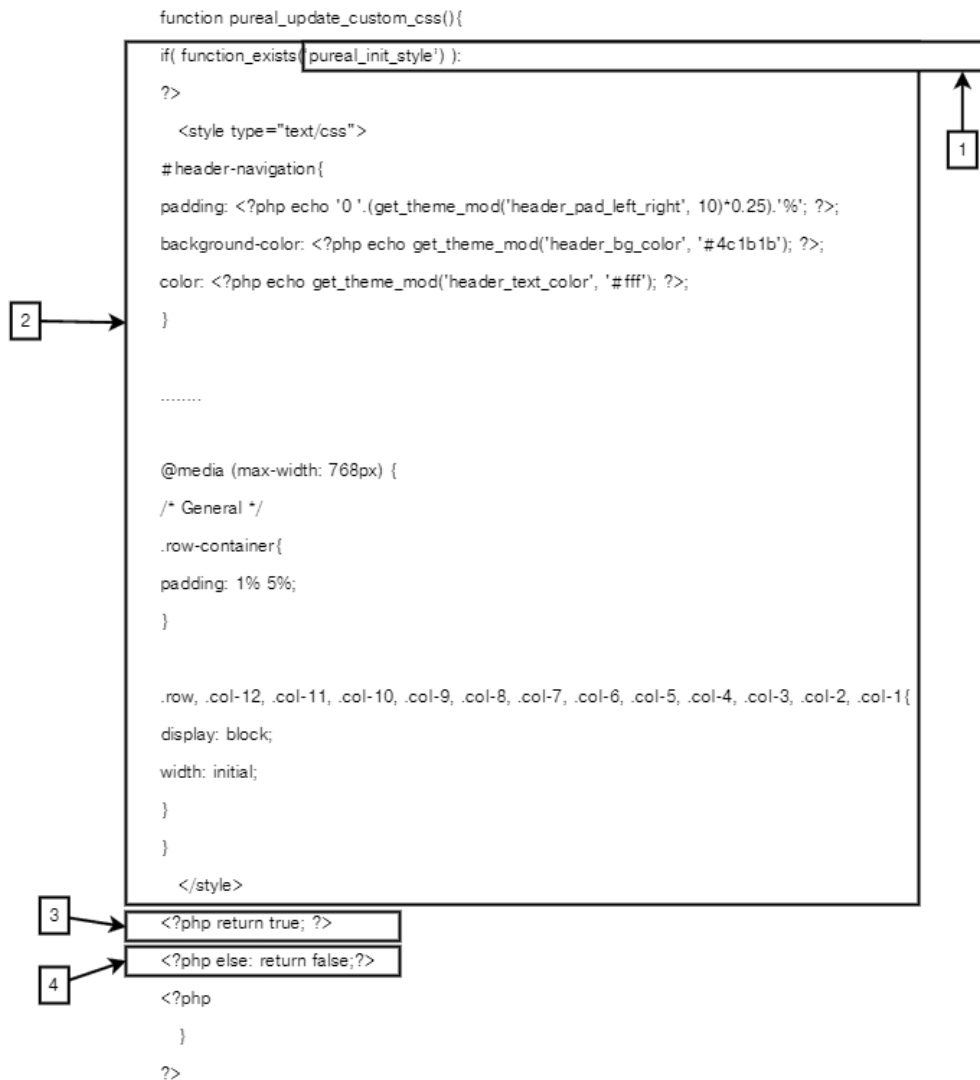 function pureal_update_custom_css(){
if( function_exists('pureal_init_style') ):
?>
<style type="text/css">
#header-navigation{
padding: <?php echo '0 '.(get_theme_mod('header_pad_left_right', 10)*0.25).'%'; ?>;
background-color: <?php echo get_theme_mod('header_bg_color', '#4c1b1b'); ?>;
color: <?php echo get_theme_mod('header_text_color', '#fff'); ?>;
}
........
@media (max-width: 768px) {
/* General */
.row-container{
padding: 1% 5%;
}
.row, .col-12, .col-11, .col-10, .col-9, .col-8, .col-7, .col-6, .col-5, .col-4, .col-3, .col-2, .col-1{
display: block;
width: initial;
}
}
</style>
<?php return true; ?>
<?php else: return false;?>
<?php
}
?>
1
2
3
4